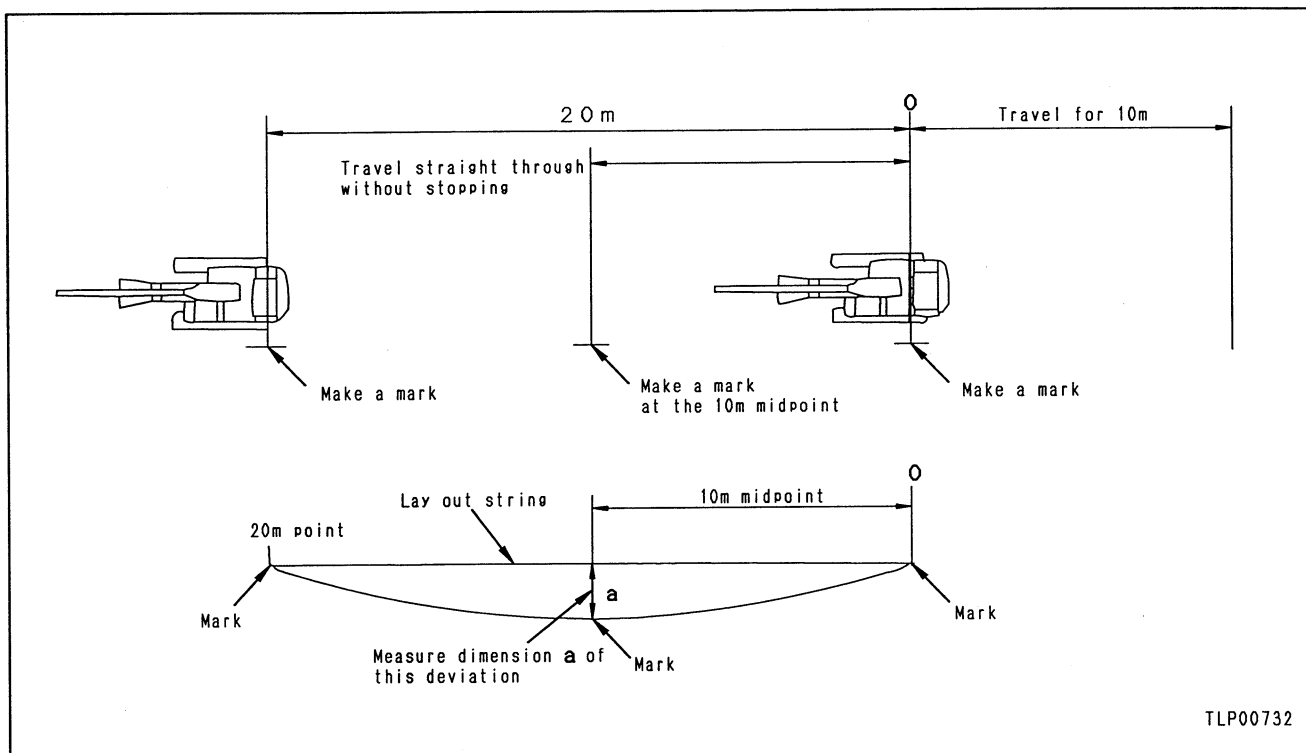 O
20m
Travel for 10m
Travel straight through
without stopping
Make a mark
Make a mark
at the 10m midpoint
Make a mark
O
10m midpoint
Lay out string
20m point
a
Mark
Mark
Mark
Measure dimension a of
this deviation
TLP00732